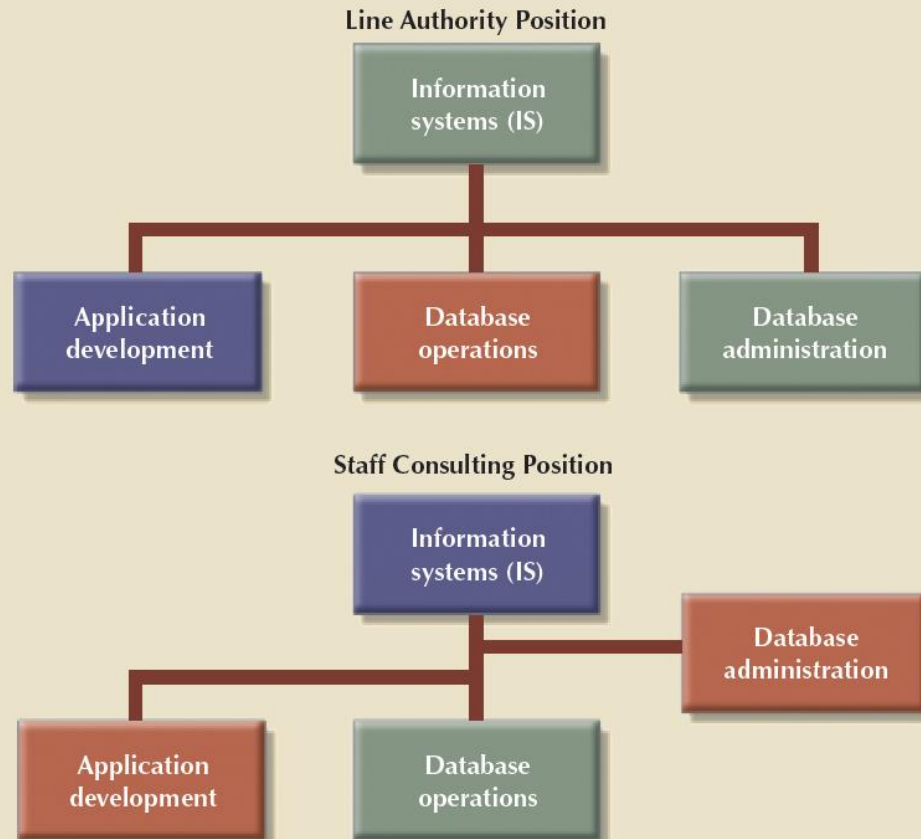 Line Authority Position
Information
systems (IS)
Application
development
Database
operations
Database
administration
Staff Consulting Position
Information
systems (IS)
Database
administration
Application
development
Database
operations